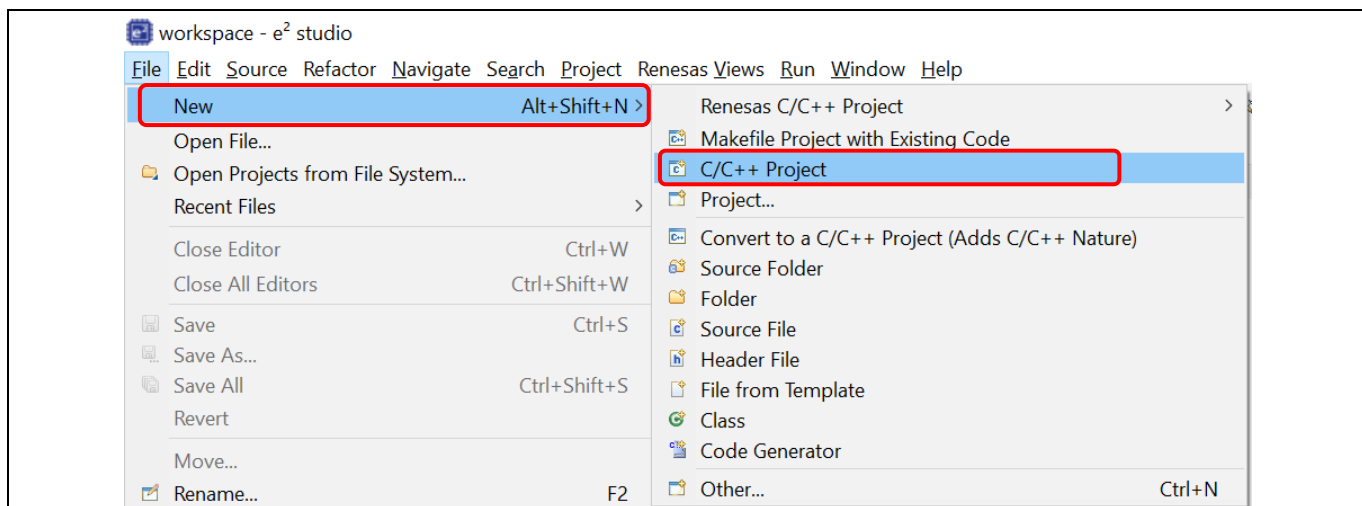 workspace - e² studio
File Edit Source Refactor Navigate Search Project Renesas Views Run Window Help
New Alt+Shift+N >
Open File...
Open Projects from File System...
Recent Files >
Close Editor Ctrl+W
Close All Editors Ctrl+Shift+W
Save Ctrl+S
Save As...
Save All Ctrl+Shift+S
Revert
Move...
Rename... F2
Renesas C/C++ Project >
Makefile Project with Existing Code
C/C++ Project
Project...
Convert to a C/C++ Project (Adds C/C++ Nature)
Source Folder
Folder
Source File
Header File
File from Template
Class
Code Generator
Other... Ctrl+N